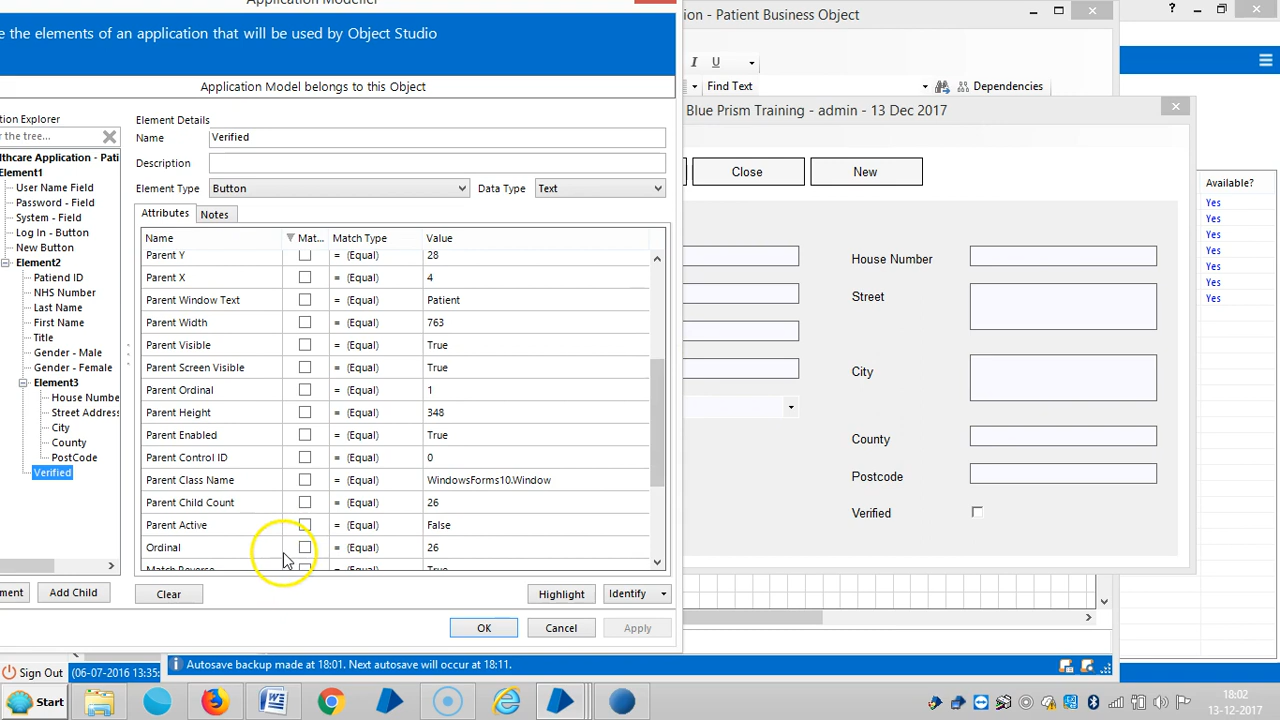 Application Modeller
e the elements of an application that will be used by Object Studio
Application Model belongs to this Object
tion Explorer
r the tree...
lthcare Application - Pati
Element1
User Name Field
Password - Field
System - Field
Log In - Button
New Button
Element2
Patiend ID
NHS Number
Last Name
First Name
Title
Gender - Male
Gender - Female
Element3
House Numbe
Street Address
City
County
PostCode
Verified
ment
Add Child
Element Details
Name
Verified
Description
Element Type
Button
Data Type
Text
Attributes
Notes
Name
Mat...
Match Type
Value
Parent Y = (Equal) 28
Parent X = (Equal) 4
Parent Window Text = (Equal) Patient
Parent Width = (Equal) 763
Parent Visible = (Equal) True
Parent Screen Visible = (Equal) True
Parent Ordinal = (Equal) 1
Parent Height = (Equal) 348
Parent Enabled = (Equal) True
Parent Control ID = (Equal) 0
Parent Class Name = (Equal) WindowsForms10.Window
Parent Child Count = (Equal) 26
Parent Active = (Equal) False
Ordinal = (Equal) 26
Match Reverse = (Equal) True
Clear
Highlight
Identify
OK
Cancel
Apply
ion - Patient Business Object
I U
Find Text
Dependencies
Blue Prism Training - admin - 13 Dec 2017
Close
New
House Number
Street
City
County
Postcode
Verified
?
Available?
Yes
Yes
Yes
Yes
Yes
Yes
Yes
Sign Out
(06-07-2016 13:35:
Autosave backup made at 18:01. Next autosave will occur at 18:11.
Start
18:02
13-12-2017